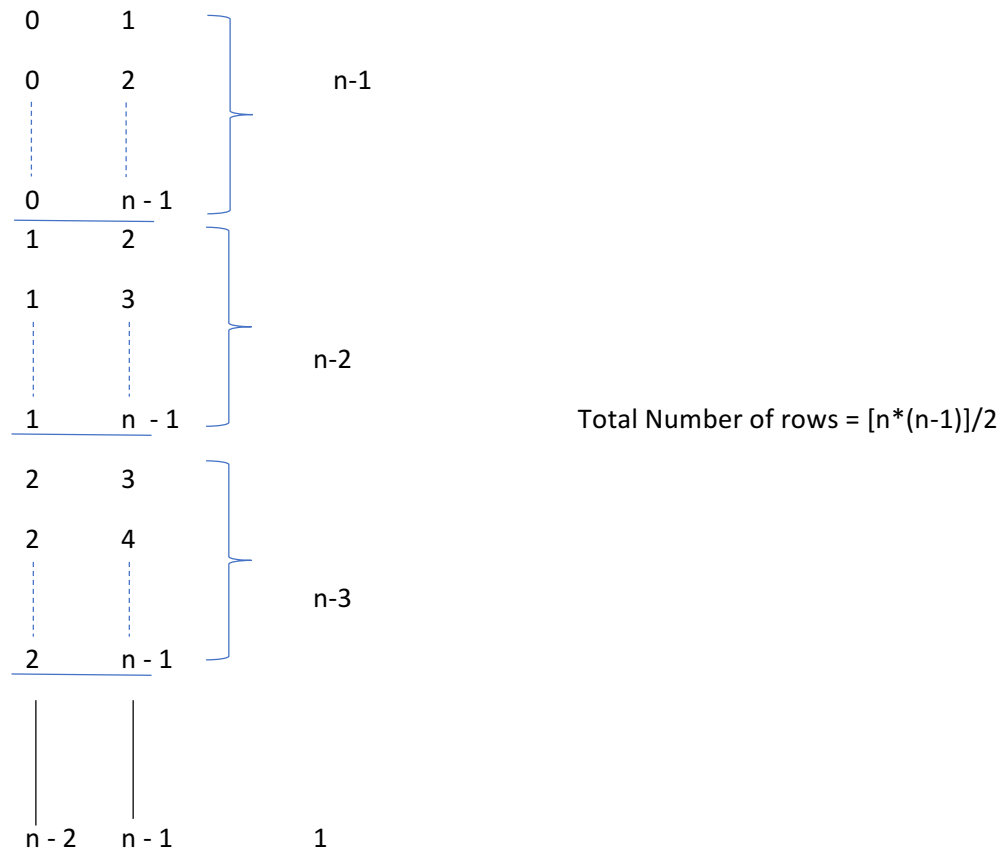 0 1
0 2 n-1
0 n - 1
1 2
1 3
n-2
1 n - 1 Total Number of rows = [n*(n-1)]/2
2 3
2 4
n-3
2 n - 1
n - 2 n - 1 1